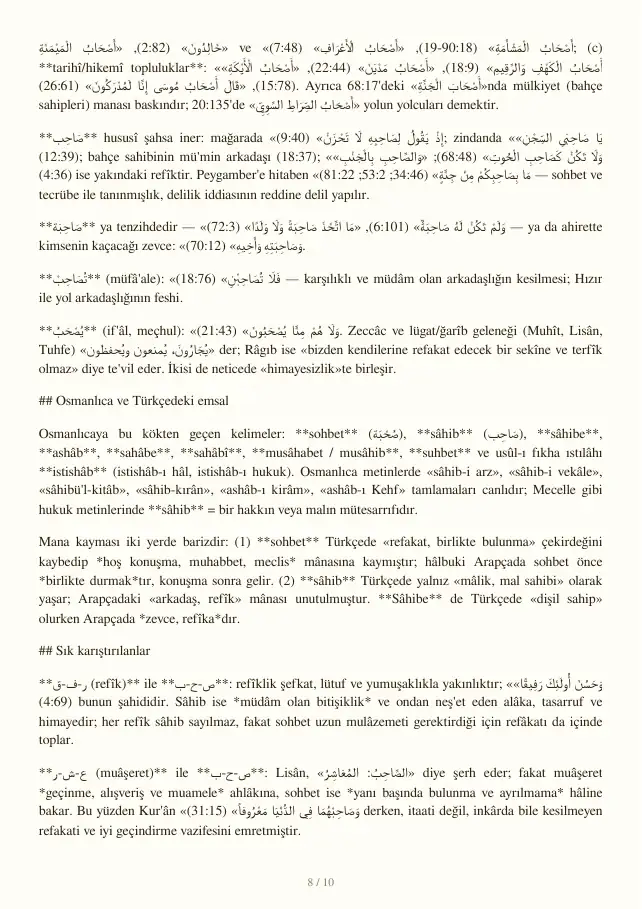 أَصْحَابُ الْمَشْأَمَةِ» (90:18-19), «أَصْحَابُ الْأَعْرَافِ» (7:48) ve «خَالِدُونَ» (2:82), «أَصْحَابُ الْمَيْمَنَةِ; (c)
**tarihî/hikemî topluluklar**: «أَصْحَابُ الْكَهْفِ وَالرَّقِيمِ» (18:9), «أَصْحَابُ مَدْيَنَ» (22:44), «أَصْحَابُ الْأَيْكَةِ»
(15:78), «قَالَ أَصْحَابُ مُوسَى إِنَّا لَمُدْرَكُونَ» (26:61). Ayrıca 68:17'deki «أَصْحَابَ الْجَنَّةِ»nda mülkiyet (bahçe
sahipleri) manası baskındır; 20:135'de «أَصْحَابُ الصِّرَاطِ السَّوِيِّ» yolun yolcuları demektir.
**صَاحِب** hususî şahsa iner: mağarada «إِذْ يَقُولُ لِصَاحِبِهِ لَا تَحْزَنْ» (9:40); zindanda «يَا صَاحِبَيِ السِّجْنِ»
(12:39); bahçe sahibinin mü'min arkadaşı (18:37); «وَلَا تَكُنْ كَصَاحِبِ الْحُوتِ» (68:48); «وَالصَّاحِبِ بِالْجَنْبِ»
(4:36) ise yakındaki refîktir. Peygamber'e hitaben «مَا بِصَاحِبِكُمْ مِنْ جِنَّةٍ» (34:46; 53:2; 81:22) — sohbet ve
tecrübe ile tanınmışlık, delilik iddiasının reddine delil yapılır.
**صَاحِبَة** ya tenzihdedir — «وَلَمْ تَكُنْ لَهُ صَاحِبَةٌ» (6:101), «مَا اتَّخَذَ صَاحِبَةً وَلَا وَلَدًا» (72:3) — ya da ahirette
kimsenin kaçacağı zevce: «وَصَاحِبَتِهِ وَأَخِيهِ» (70:12).
**تُصَاحِبْ** (müfâ'ale): «فَلَا تُصَاحِبْنِي» (18:76) — karşılıklı ve müdâm olan arkadaşlığın kesilmesi; Hızır
ile yol arkadaşlığının feshi.
**يُصْحَبُ** (if'âl, meçhul): «وَلَا هُمْ مِنَّا يُصْحَبُونَ» (21:43). Zeccâc ve lügat/ğarîb geleneği (Muhît, Lisân,
Tuhfe) «يُجَارُونَ، يُمنعون ويُحفظون» der; Râgıb ise «bizden kendilerine refakat edecek bir sekîne ve terfîk
olmaz» diye te'vil eder. İkisi de neticede «himayesizlik»te birleşir.
## Osmanlıca ve Türkçedeki emsal
Osmanlıcaya bu kökten geçen kelimeler: **sohbet** (صُحْبَة), **sâhib** (صَاحِب), **sâhibe**,
**ashâb**, **sahâbe**, **sahâbî**, **musâhabet / musâhib**, **suhbet** ve usûl-ı fıkha ıstılâhı
**istishâb** (istishâb-ı hâl, istishâb-ı hukuk). Osmanlıca metinlerde «sâhib-i arz», «sâhib-i vekâle»,
«sâhibü'l-kitâb», «sâhib-kırân», «ashâb-ı kirâm», «ashâb-ı Kehf» tamlamaları canlıdır; Mecelle gibi
hukuk metinlerinde **sâhib** = bir hakkın veya malın mütesarrıfıdır.
Mana kayması iki yerde barizdir: (1) **sohbet** Türkçede «refakat, birlikte bulunma» çekirdeğini
kaybedip *hoş konuşma, muhabbet, meclis* mânasına kaymıştır; hâlbuki Arapçada sohbet önce
*birlikte durmak*tır, konuşma sonra gelir. (2) **sâhib** Türkçede yalnız «mâlik, mal sahibi» olarak
yaşar; Arapçadaki «arkadaş, refîk» mânası unutulmuştur. **Sâhibe** de Türkçede «dişil sahip»
olurken Arapçada *zevce, refîka*dır.
## Sık karıştırılanlar
**ر-ف-ق (refîk)** ile **ص-ح-ب**: refîklik şefkat, lütuf ve yumuşaklıkla yakınlıktır; «وَحَسُنَ أُولَٰئِكَ رَفِيقًا»
(4:69) bunun şahididir. Sâhib ise *müdâm olan bitişiklik* ve ondan neş'et eden alâka, tasarruf ve
himayedir; her refîk sâhib sayılmaz, fakat sohbet uzun mulâzemeti gerektirdiği için refâkatı da içinde
toplar.
**ع-ش-ر (muâşeret)** ile **ص-ح-ب**: Lisân, «الصَّاحِبُ: المُعَاشِرُ» diye şerh eder; fakat muâşeret
*geçinme, alışveriş ve muamele* ahlâkına, sohbet ise *yanı başında bulunma ve ayrılmama* hâline
bakar. Bu yüzden Kur'ân «وَصَاحِبْهُمَا فِي الدُّنْيَا مَعْرُوفًا» (31:15) derken, itaati değil, inkârda bile kesilmeyen
refakati ve iyi geçindirme vazifesini emretmiştir.
8 / 10